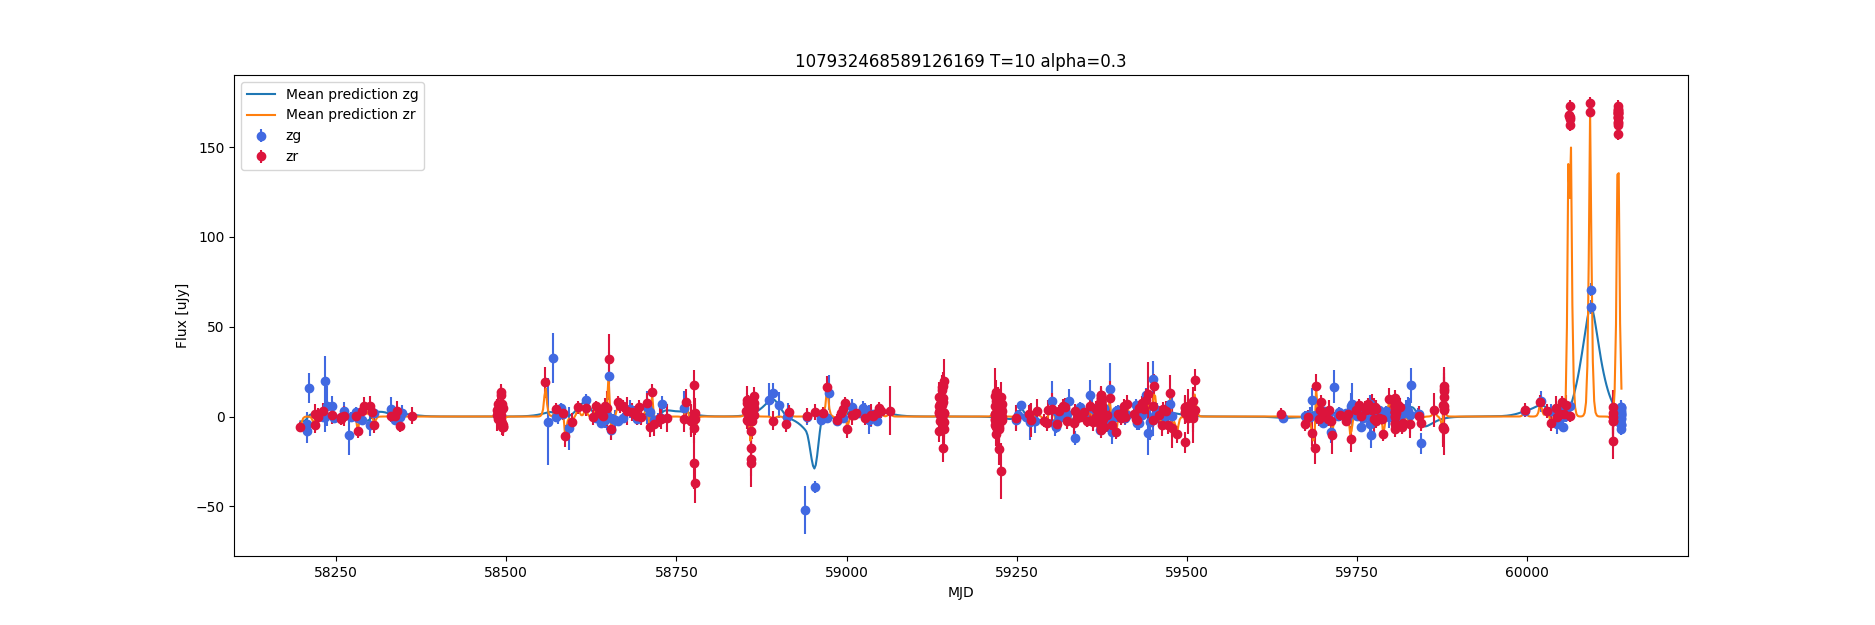 107932468589126169 T=10 alpha=0.3
Mean prediction zg
Mean prediction zr
zg
zr
Flux [uJy]
150
100
50
0
−50
58250
58500
58750
59000
59250
59500
59750
60000
MJD